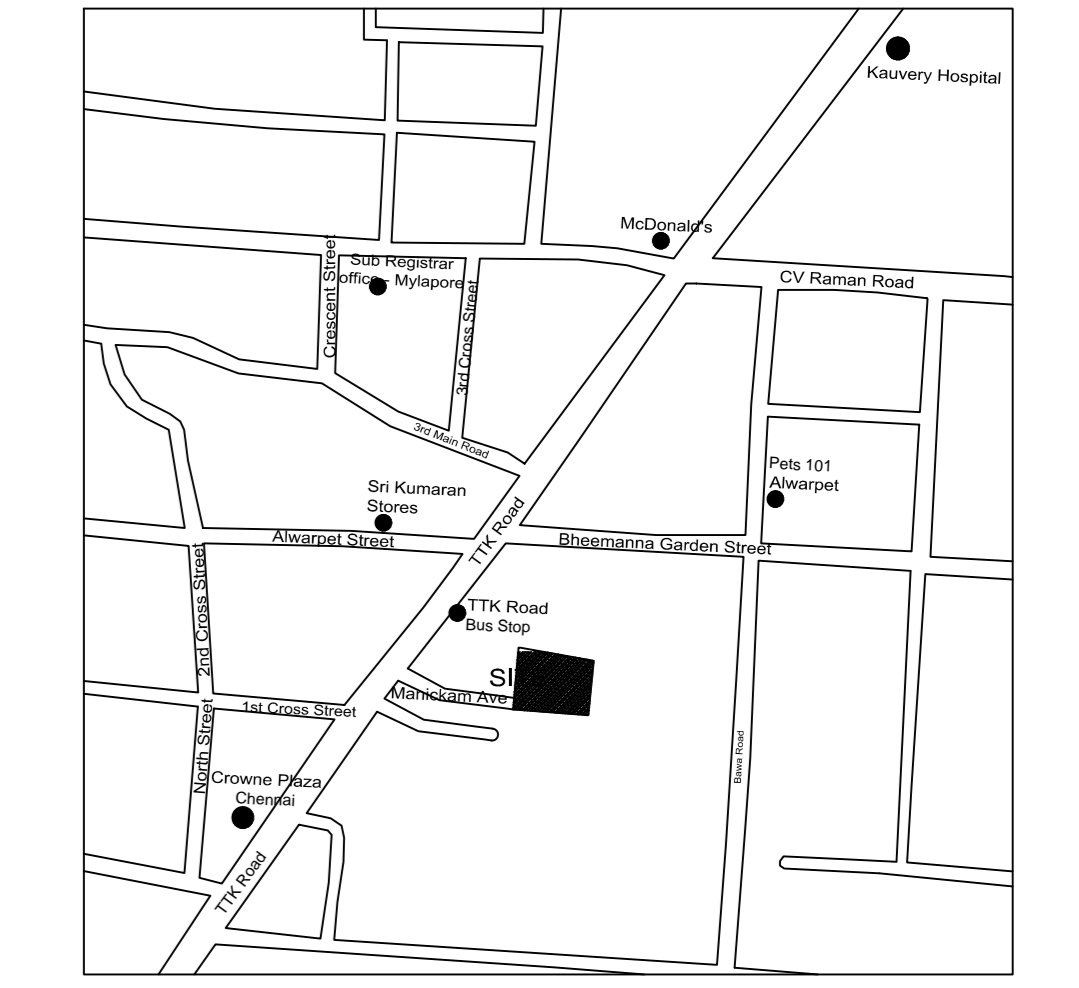 Kauvery Hospital
McDonald's
CV Raman Road
Crescent Street
Sub Registrar
office - Mylapore
3rd Cross Street
3rd Main Road
Pets 101
Alwarpet
Sri Kumaran
Stores
TTK Road
Alwarpet Street
Bheemanna Garden Street
2nd Cross Street
TTK Road
Bus Stop
Manickam Ave
1st Cross Street
North Street
Bawa Road
Crowne Plaza
Chennai
TTK Road